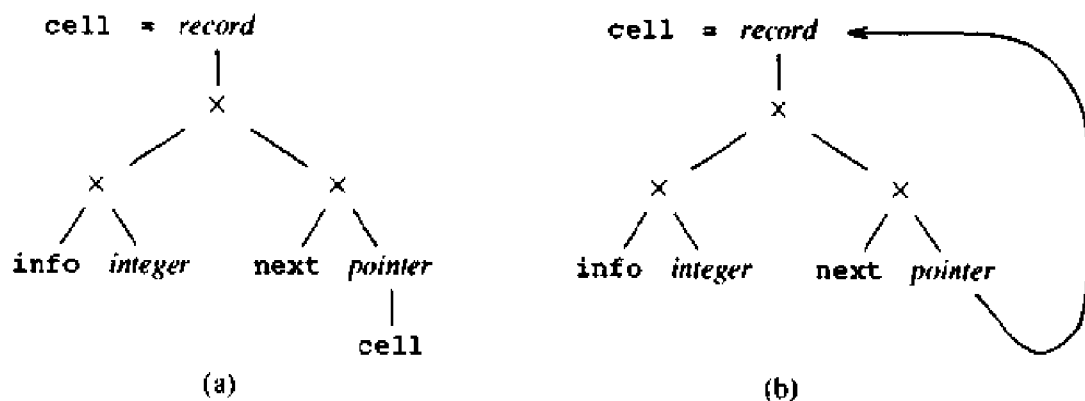 cell = record
×
× ×
info integer next pointer
cell
(a)
cell = record
×
× ×
info integer next pointer
(b)